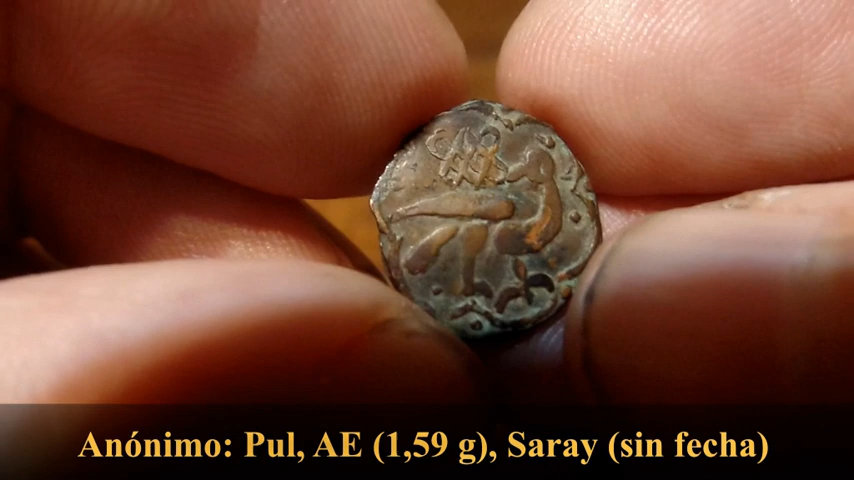 Anónimo: Pul, AE (1,59 g), Saray (sin fecha)